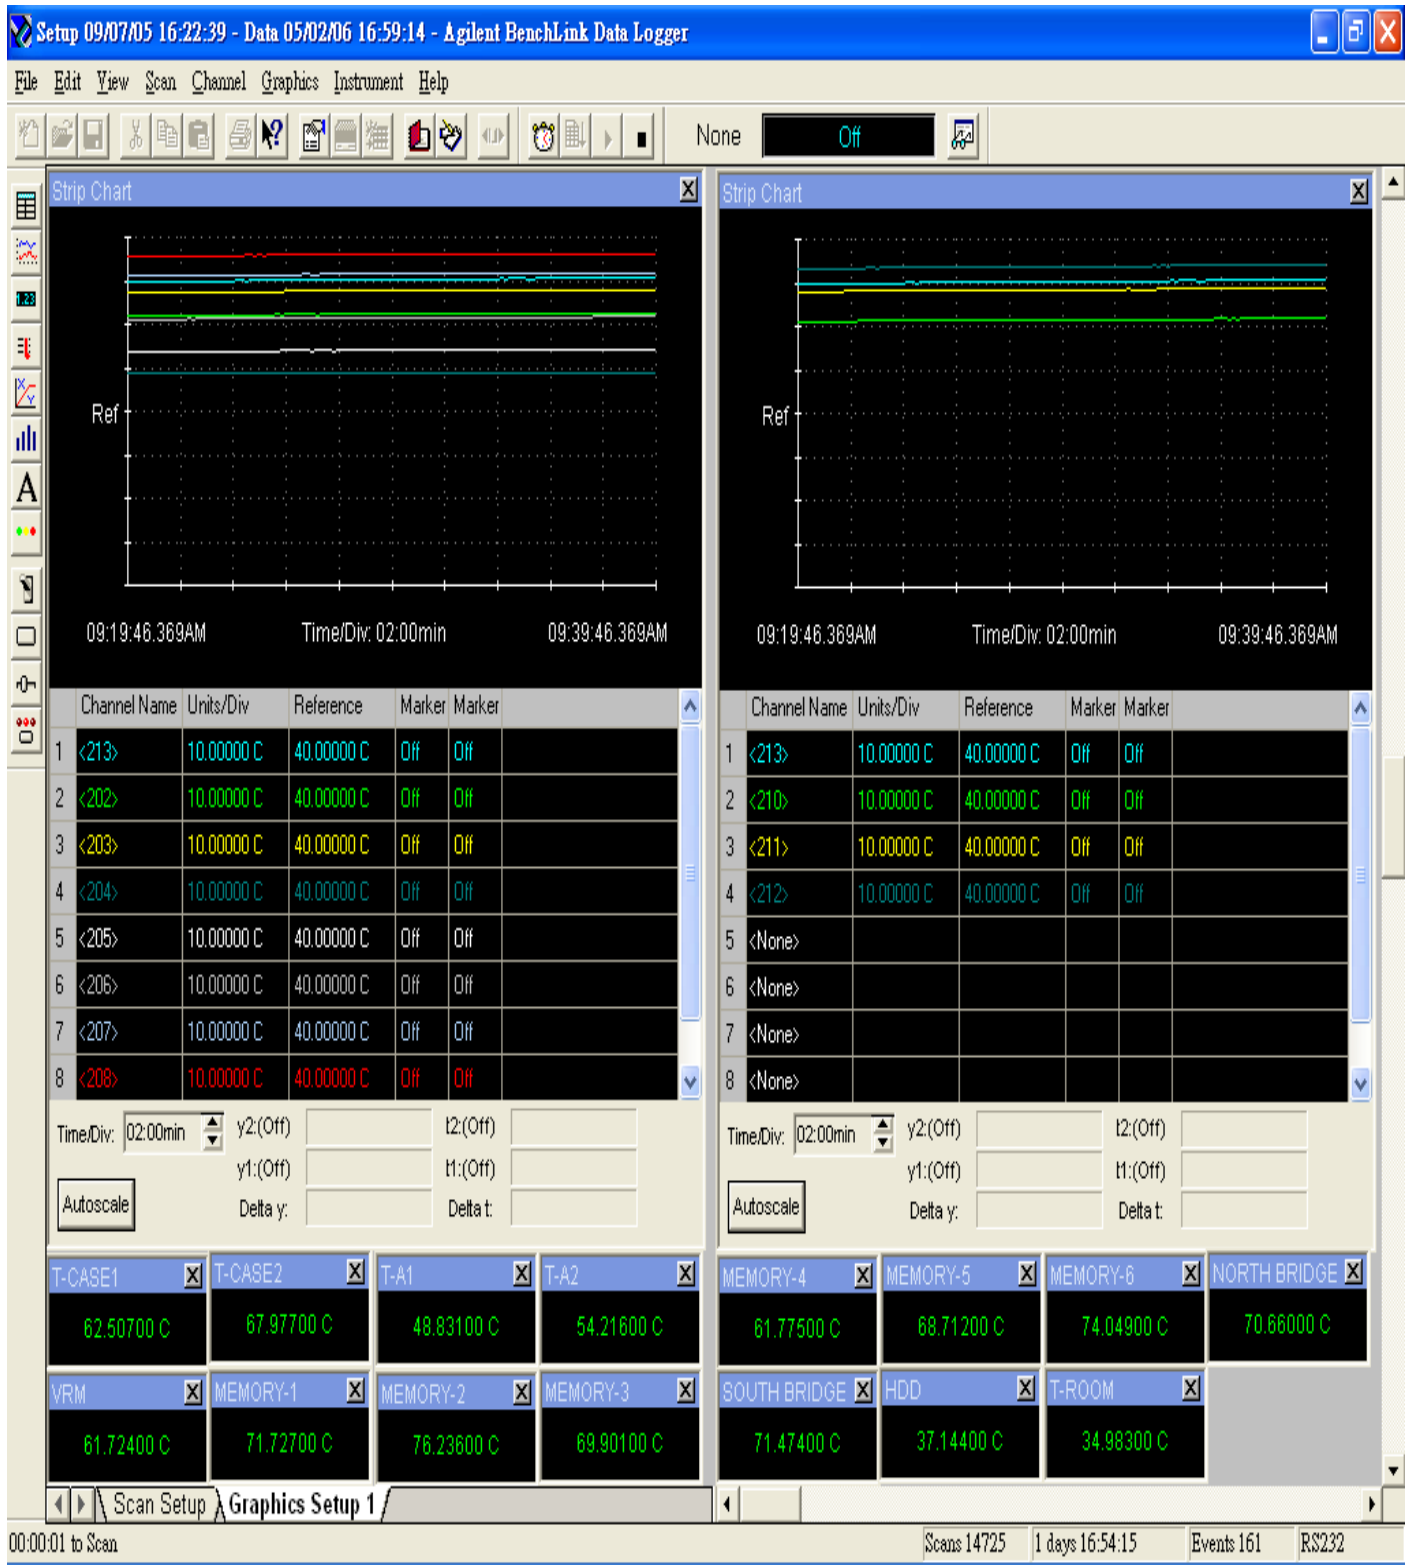 Setup 09/07/05 16:22:39 - Data 05/02/06 16:59:14 - Agilent BenchLink Data Logger
File Edit View Scan Channel Graphics Instrument Help
None Off
1.23
X
Y
A
Strip Chart
Ref
09:19:46.369AM Time/Div: 02:00min 09:39:46.369AM
Channel Name Units/Div Reference Marker Marker
1 <213> 10.00000 C 40.00000 C Off Off
2 <202> 10.00000 C 40.00000 C Off Off
3 <203> 10.00000 C 40.00000 C Off Off
4 <204> 10.00000 C 40.00000 C Off Off
5 <205> 10.00000 C 40.00000 C Off Off
6 <206> 10.00000 C 40.00000 C Off Off
7 <207> 10.00000 C 40.00000 C Off Off
8 <208> 10.00000 C 40.00000 C Off Off
Time/Div: 02:00min y2:(Off) t2:(Off)
y1:(Off) t1:(Off)
Autoscale Delta y: Delta t:
Strip Chart
Ref
09:19:46.369AM Time/Div: 02:00min 09:39:46.369AM
Channel Name Units/Div Reference Marker Marker
1 <213> 10.00000 C 40.00000 C Off Off
2 <210> 10.00000 C 40.00000 C Off Off
3 <211> 10.00000 C 40.00000 C Off Off
4 <212> 10.00000 C 40.00000 C Off Off
5 <None>
6 <None>
7 <None>
8 <None>
Time/Div: 02:00min y2:(Off) t2:(Off)
y1:(Off) t1:(Off)
Autoscale Delta y: Delta t:
T-CASE1 T-CASE2 T-A1 T-A2
62.50700 C 67.97700 C 48.83100 C 54.21600 C
VRM MEMORY-1 MEMORY-2 MEMORY-3
61.72400 C 71.72700 C 76.23600 C 69.90100 C
MEMORY-4 MEMORY-5 MEMORY-6 NORTH BRIDGE
61.77500 C 68.71200 C 74.04900 C 70.66000 C
SOUTH BRIDGE HDD T-ROOM
71.47400 C 37.14400 C 34.98300 C
Scan Setup Graphics Setup 1
00:00:01 to Scan Scans 14725 1 days 16:54:15 Events 161 RS232